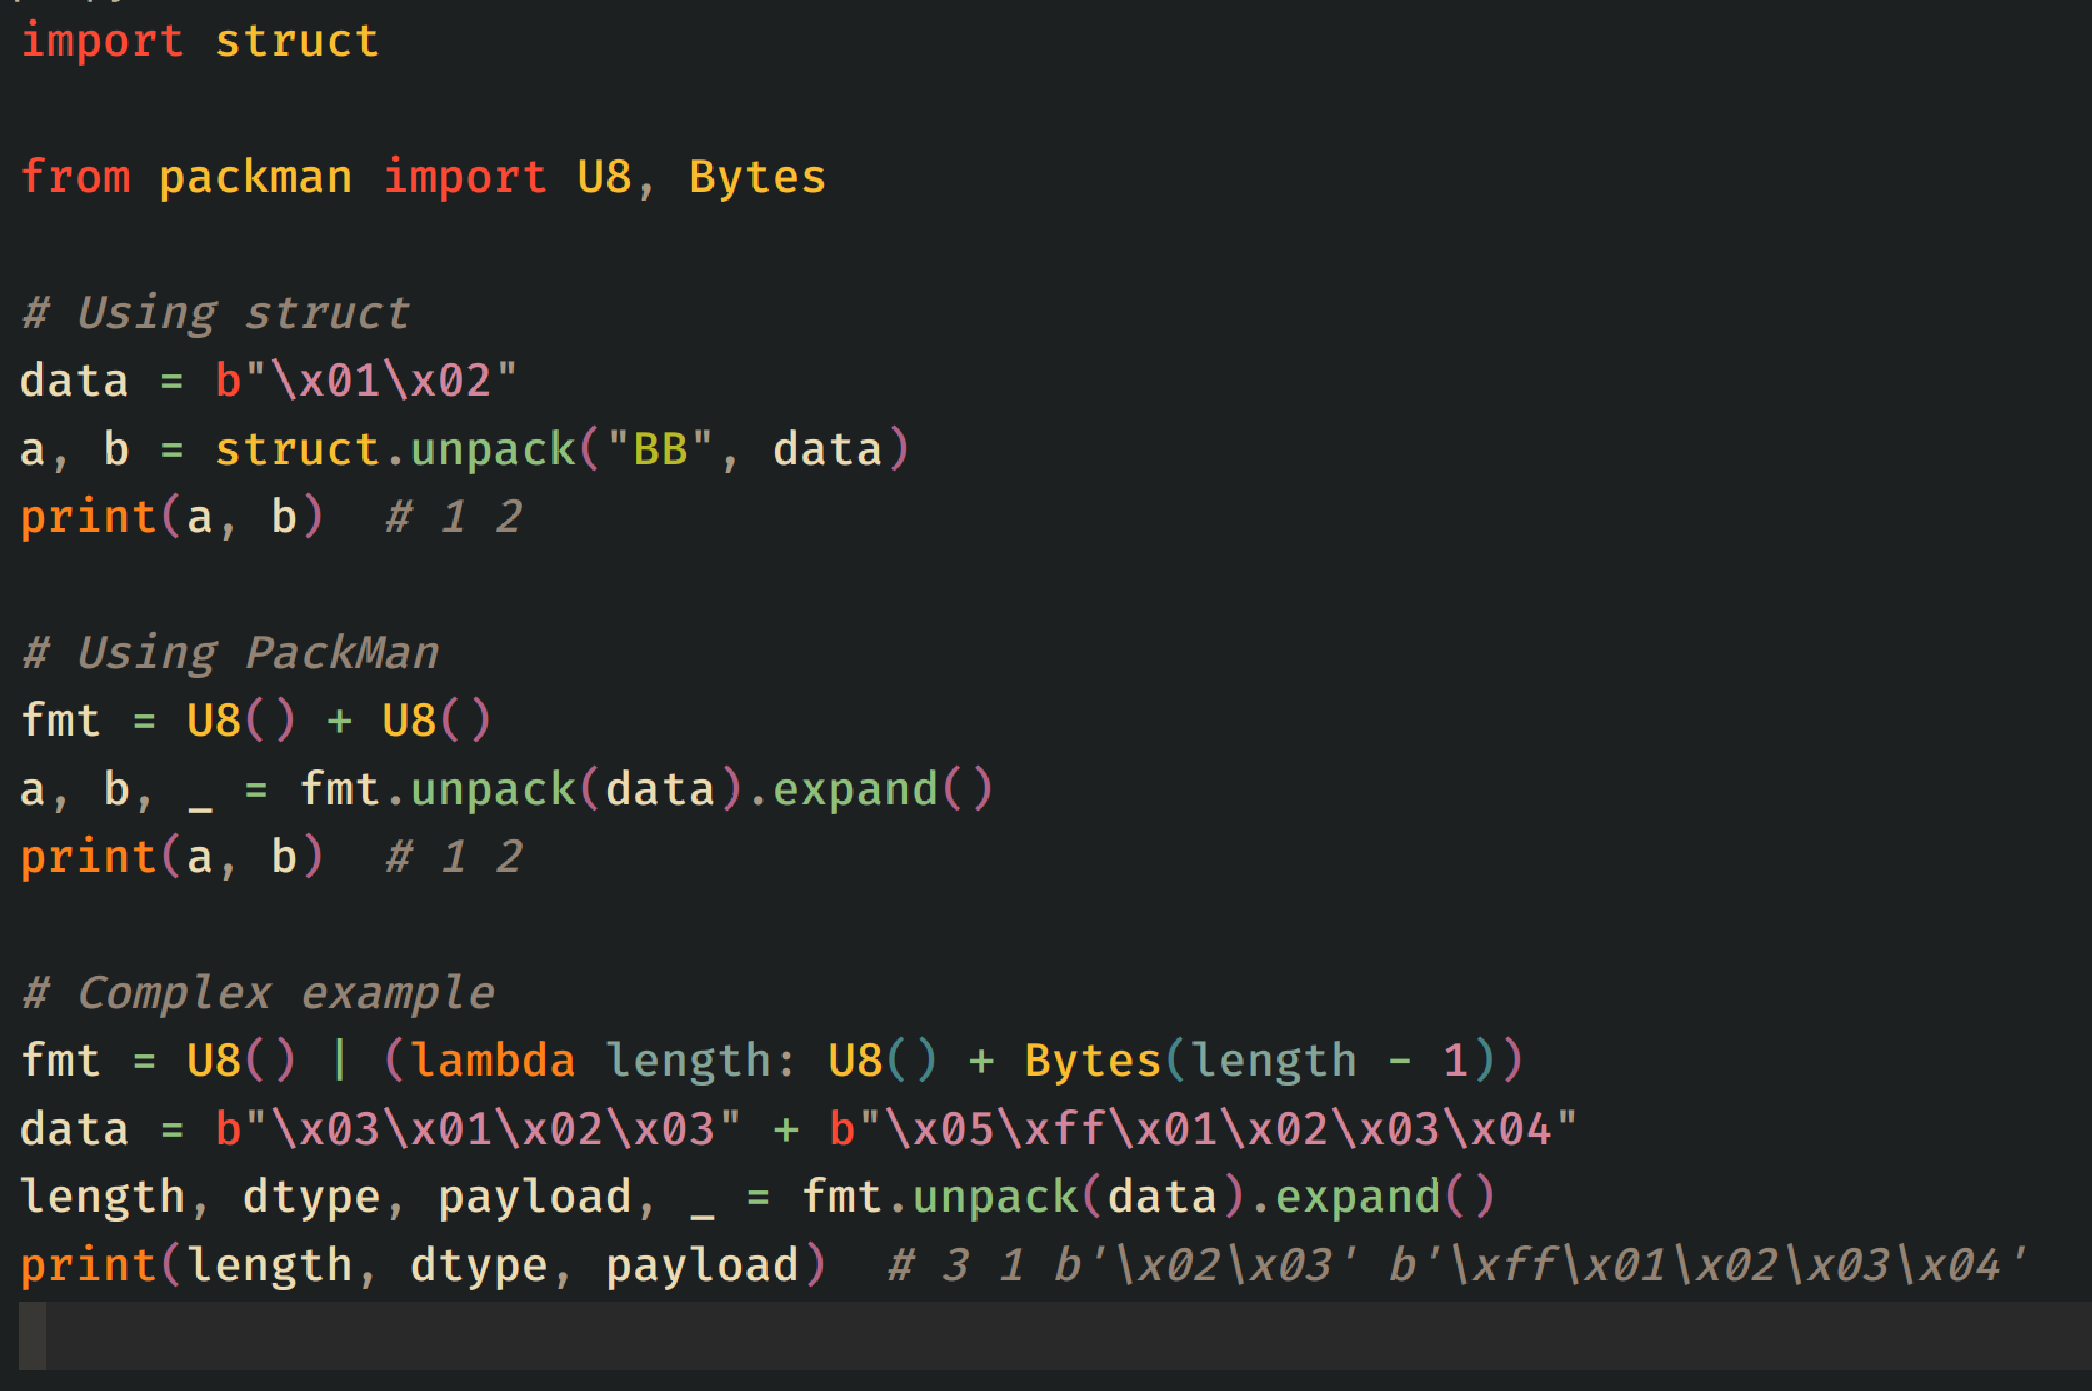 import struct
from packman import U8, Bytes
# Using struct
data = b"\x01\x02"
a, b = struct.unpack("BB", data)
print(a, b)  # 1 2
# Using PackMan
fmt = U8() + U8()
a, b, _ = fmt.unpack(data).expand()
print(a, b)  # 1 2
# Complex example
fmt = U8() | (lambda length: U8() + Bytes(length - 1))
data = b"\x03\x01\x02\x03" + b"\x05\xff\x01\x02\x03\x04"
length, dtype, payload, _ = fmt.unpack(data).expand()
print(length, dtype, payload)  # 3 1 b'\x02\x03' b'\xff\x01\x02\x03\x04'